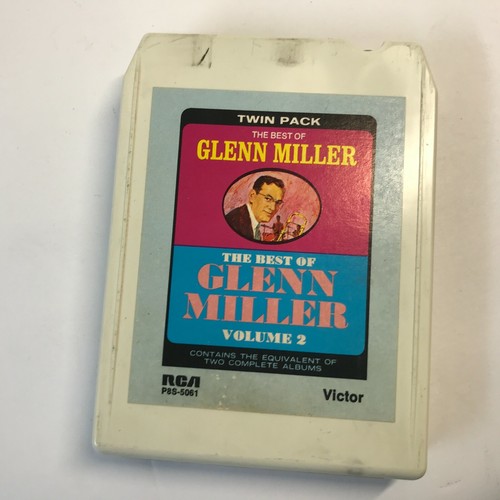 TWIN PACK
THE BEST OF
GLENN MILLER
THE BEST OF
GLENN
MILLER
VOLUME 2
CONTAINS THE EQUIVALENT OF
TWO COMPLETE ALBUMS
RCA
P8S-5061
Victor